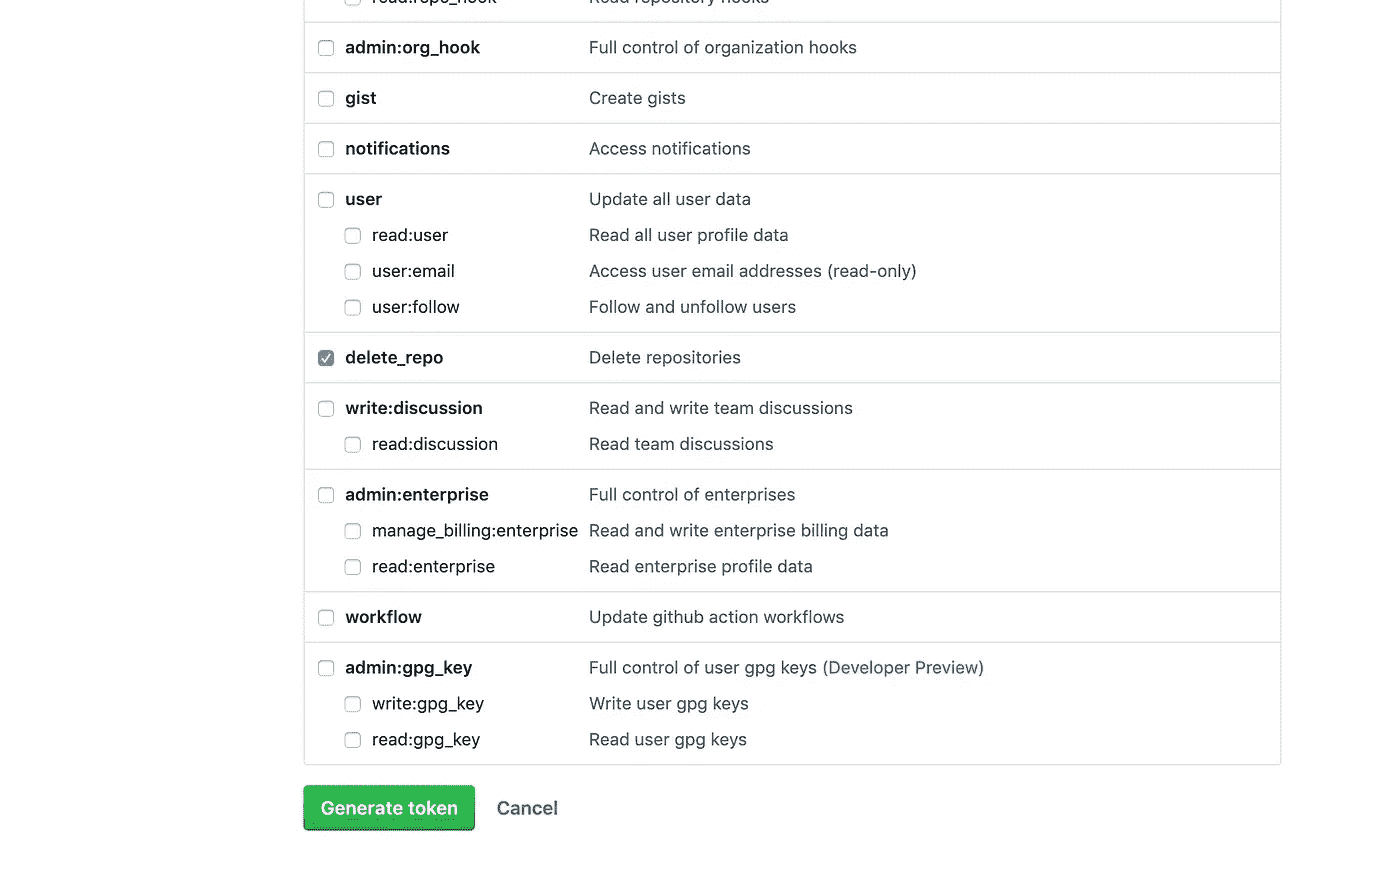 read:repo_hook Read repository hooks
admin:org_hook Full control of organization hooks
gist Create gists
notifications Access notifications
user Update all user data
read:user Read all user profile data
user:email Access user email addresses (read-only)
user:follow Follow and unfollow users
delete_repo Delete repositories
write:discussion Read and write team discussions
read:discussion Read team discussions
admin:enterprise Full control of enterprises
manage_billing:enterprise Read and write enterprise billing data
read:enterprise Read enterprise profile data
workflow Update github action workflows
admin:gpg_key Full control of user gpg keys (Developer Preview)
write:gpg_key Write user gpg keys
read:gpg_key Read user gpg keys
Generate token Cancel